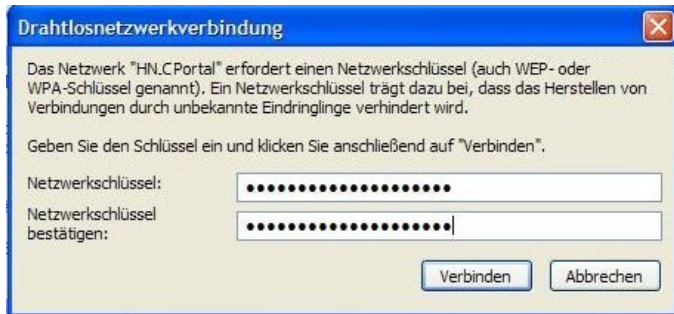 Drahtlosnetzwerkverbindung
Das Netzwerk "HN.CPortal" erfordert einen Netzwerkschlüssel (auch WEP- oder
WPA-Schlüssel genannt). Ein Netzwerkschlüssel trägt dazu bei, dass das Herstellen von
Verbindungen durch unbekannte Eindringlinge verhindert wird.
Geben Sie den Schlüssel ein und klicken Sie anschließend auf "Verbinden".
Netzwerkschlüssel:
Netzwerkschlüssel
bestätigen:
Verbinden Abbrechen